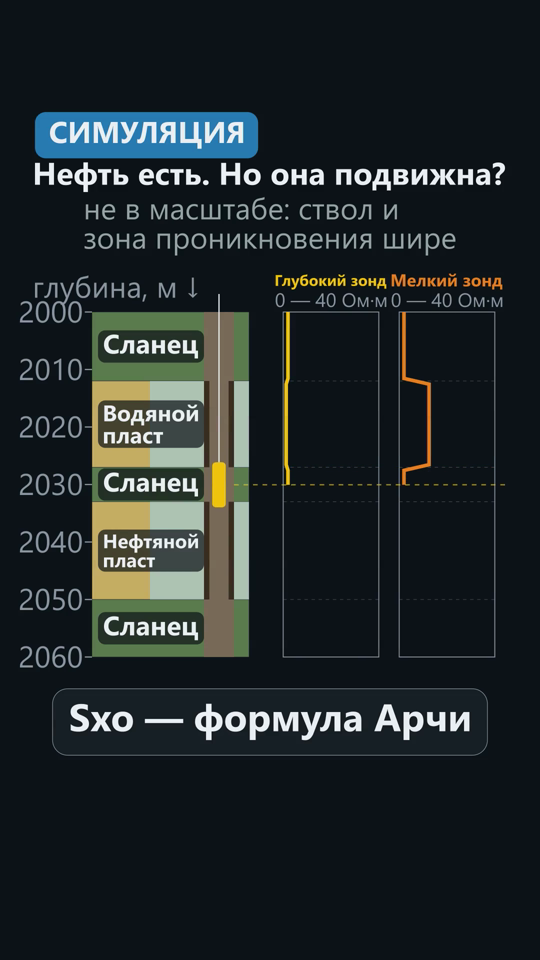 СИМУЛЯЦИЯ
Нефть есть. Но она подвижна?
не в масштабе: ствол и
зона проникновения шире
глубина, м ↓
Глубокий зонд
0 — 40 Ом·м
Мелкий зонд
0 — 40 Ом·м
2000
Сланец
2010
Водяной
пласт
2020
Сланец
2030
2040
Нефтяной
пласт
2050
Сланец
2060
Sxo — формула Арчи